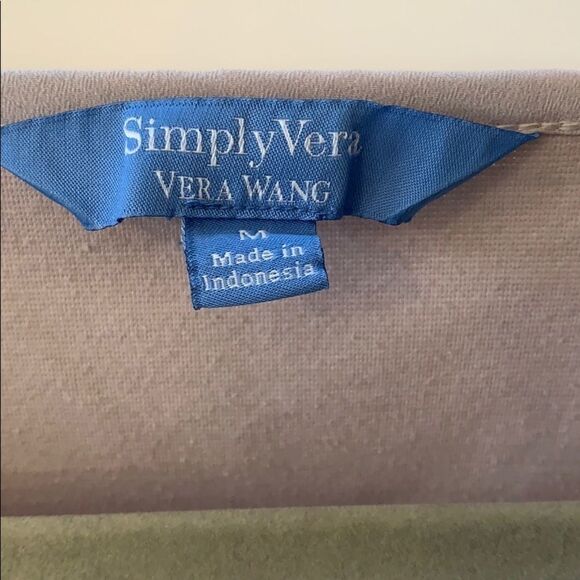 SimplyVera
VERA WANG
M
Made in
Indonesia